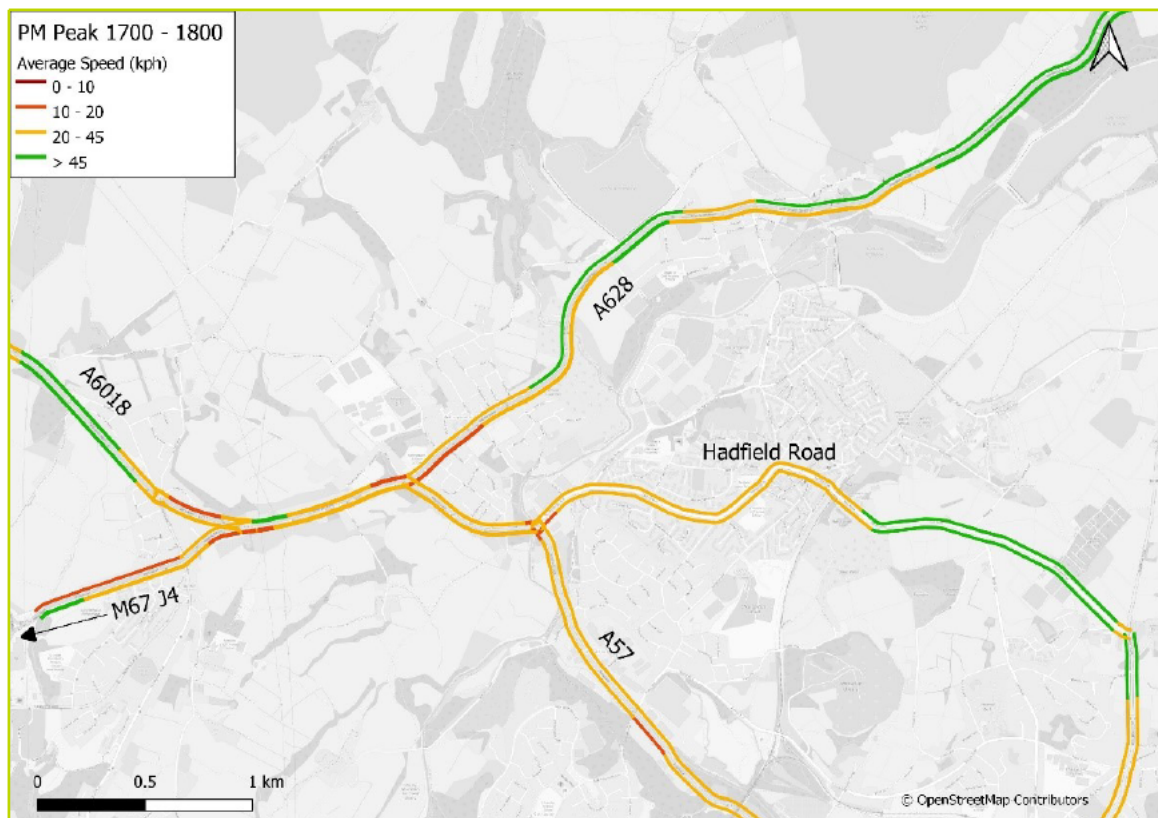 PM Peak 1700 - 1800
Average Speed (kph)
0 - 10
10 - 20
20 - 45
> 45
A628
A6018
Hadfield Road
M67 J4
A57
0 0.5 1 km
© OpenStreetMap Contributors